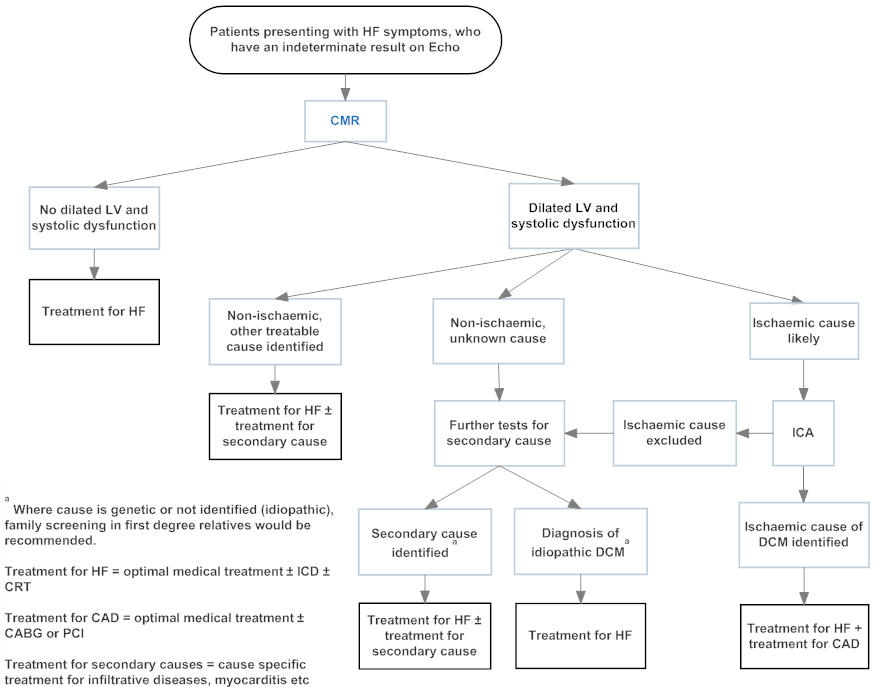 Patients presenting with HF symptoms, who
have an indeterminate result on Echo
CMR
No dilated LV and
systolic dysfunction
Dilated LV and
systolic dysfunction
Treatment for HF
Non-ischaemic,
other treatable
cause identified
Non-ischaemic,
unknown cause
Ischaemic cause
likely
Treatment for HF ±
treatment for
secondary cause
Further tests for
secondary cause
Ischaemic cause
excluded
ICA
Secondary cause
identified a
Diagnosis of
idiopathic DCM a
Ischaemic cause of
DCM identified
Treatment for HF ±
treatment for
secondary cause
Treatment for HF
Treatment for HF +
treatment for CAD
a Where cause is genetic or not identified (idiopathic),
family screening in first degree relatives would be
recommended.
Treatment for HF = optimal medical treatment ± ICD ±
CRT
Treatment for CAD = optimal medical treatment ±
CABG or PCI
Treatment for secondary causes = cause specific
treatment for infiltrative diseases, myocarditis etc